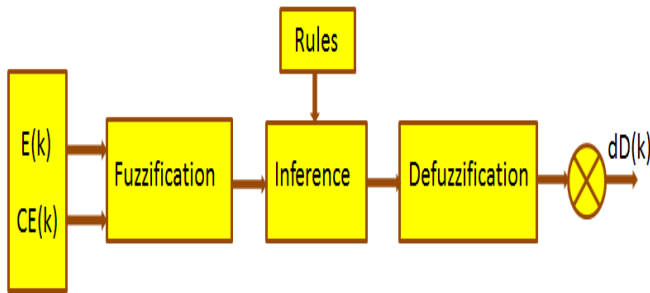 Rules
E(k)
CE(k)
Fuzzification
Inference
Defuzzification
dD(k)